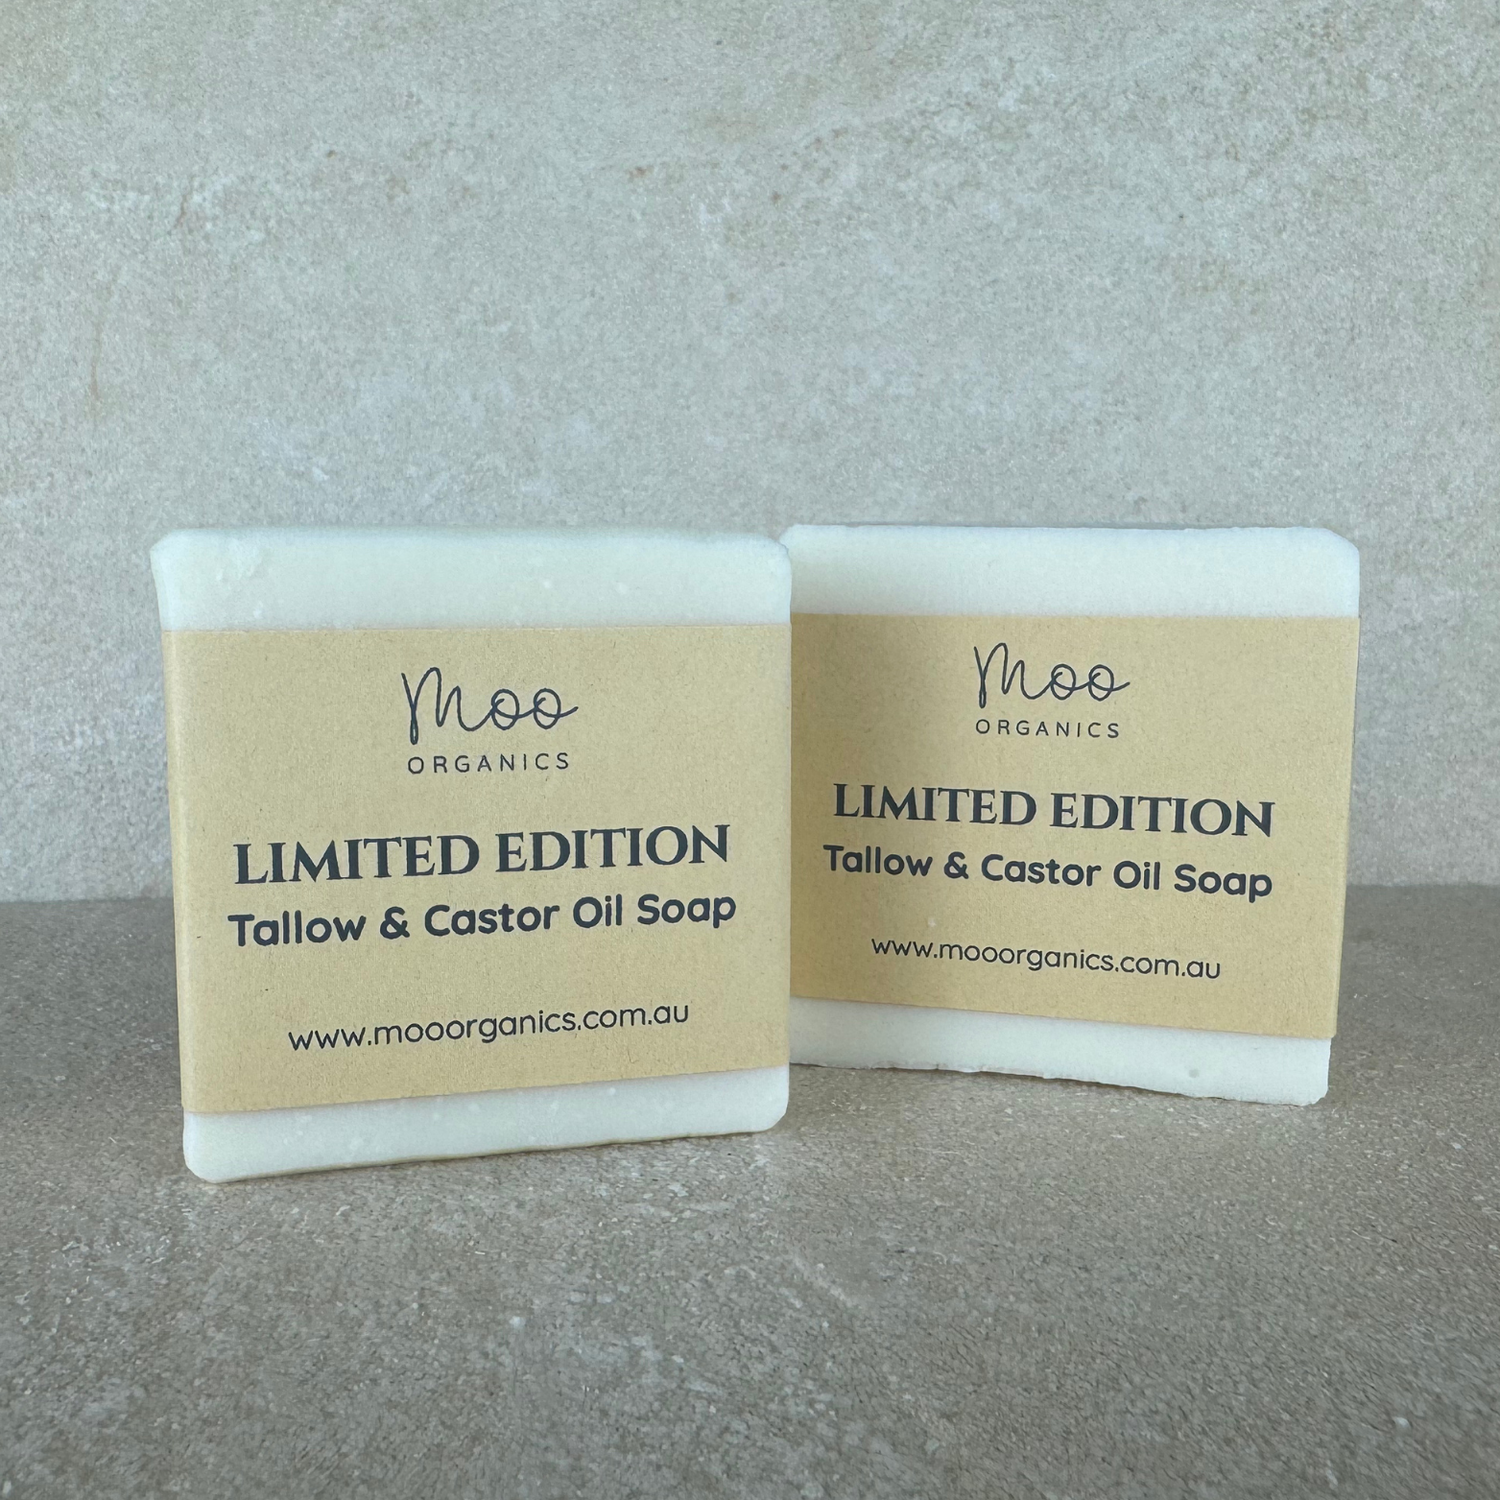 Moo
ORGANICS
LIMITED EDITION
Tallow & Castor Oil Soap
www.mooorganics.com.au
Moo
ORGANICS
LIMITED EDITION
Tallow & Castor Oil Soap
www.mooorganics.com.au